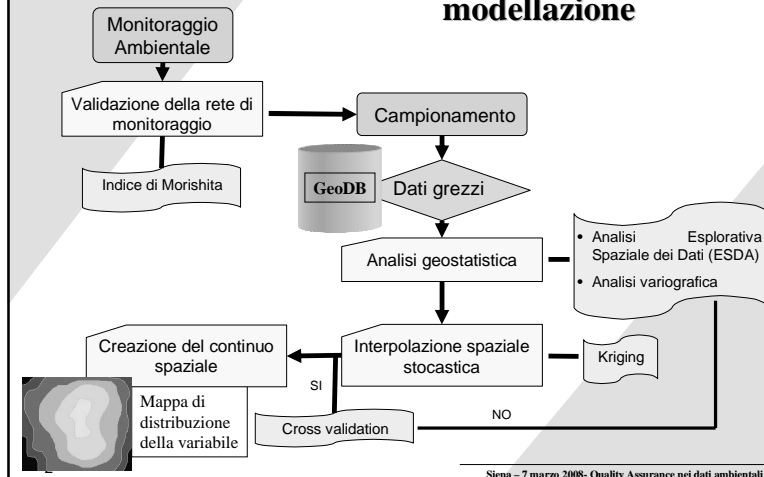 modellazione
Monitoraggio
Ambientale
Validazione della rete di
monitoraggio
Campionamento
Indice di Morishita
GeoDB
Dati grezzi
• Analisi Esplorativa
Spaziale dei Dati (ESDA)
• Analisi variografica
Analisi geostatistica
Creazione del continuo
spaziale
Interpolazione spaziale
stocastica
Kriging
SI
Mappa di
distribuzione
della variabile
Cross validation
NO
Siena – 7 marzo 2008- Quality Assurance nei dati ambientali